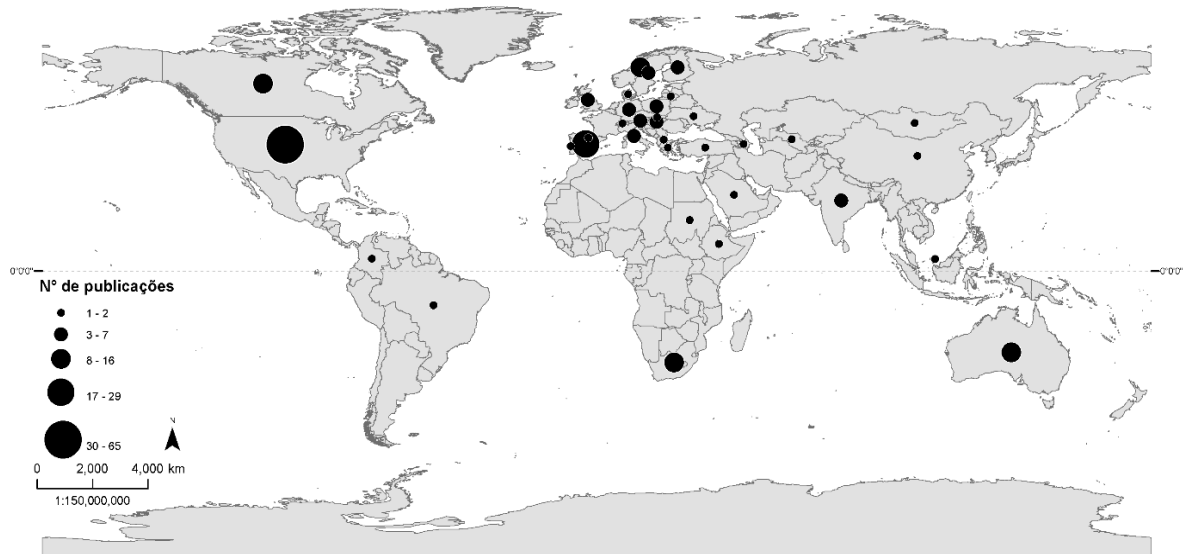 0°0'0"
0°0'0"
N° de publicações
1 - 2
3 - 7
8 - 16
17 - 29
30 - 65
N
0 2,000 4,000 km
1:150,000,000